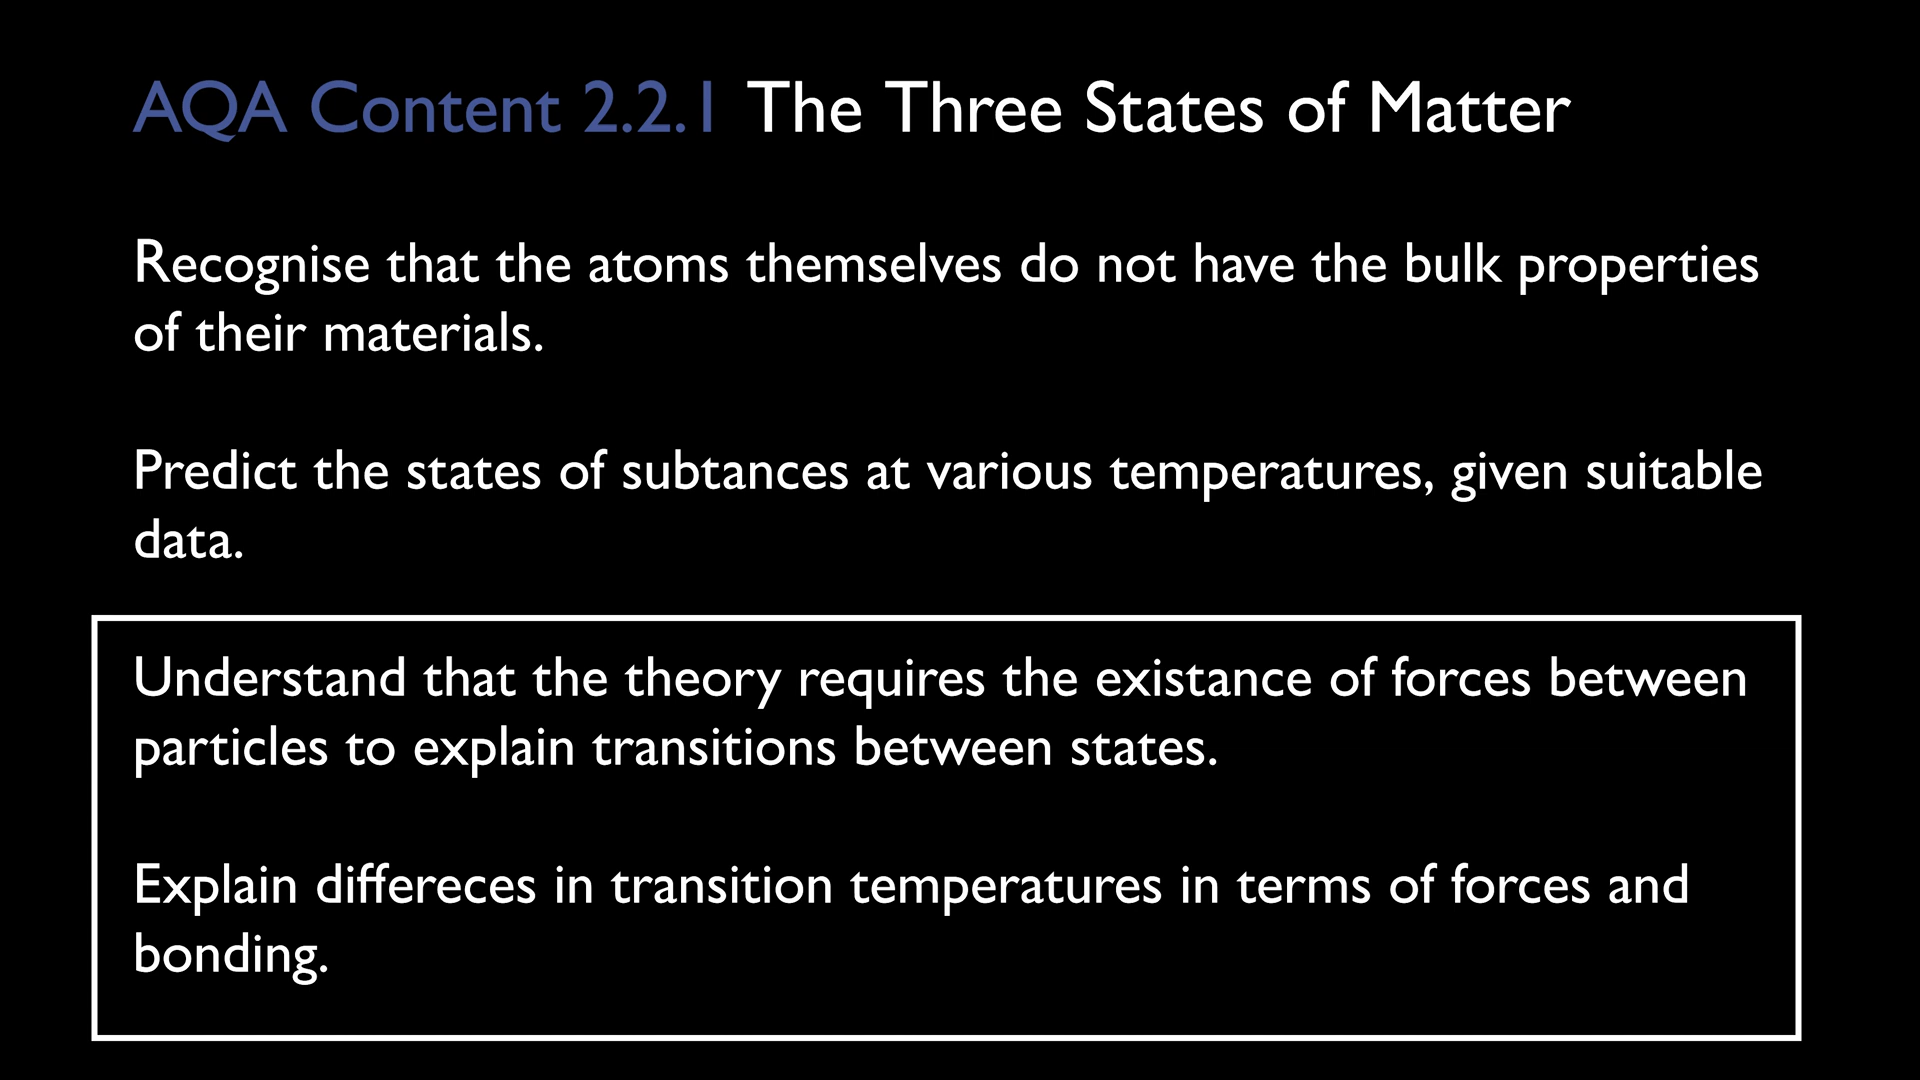 AQA Content 2.2.1 The Three States of Matter
Recognise that the atoms themselves do not have the bulk properties
of their materials.
Predict the states of subtances at various temperatures, given suitable
data.
Understand that the theory requires the existance of forces between
particles to explain transitions between states.
Explain differeces in transition temperatures in terms of forces and
bonding.